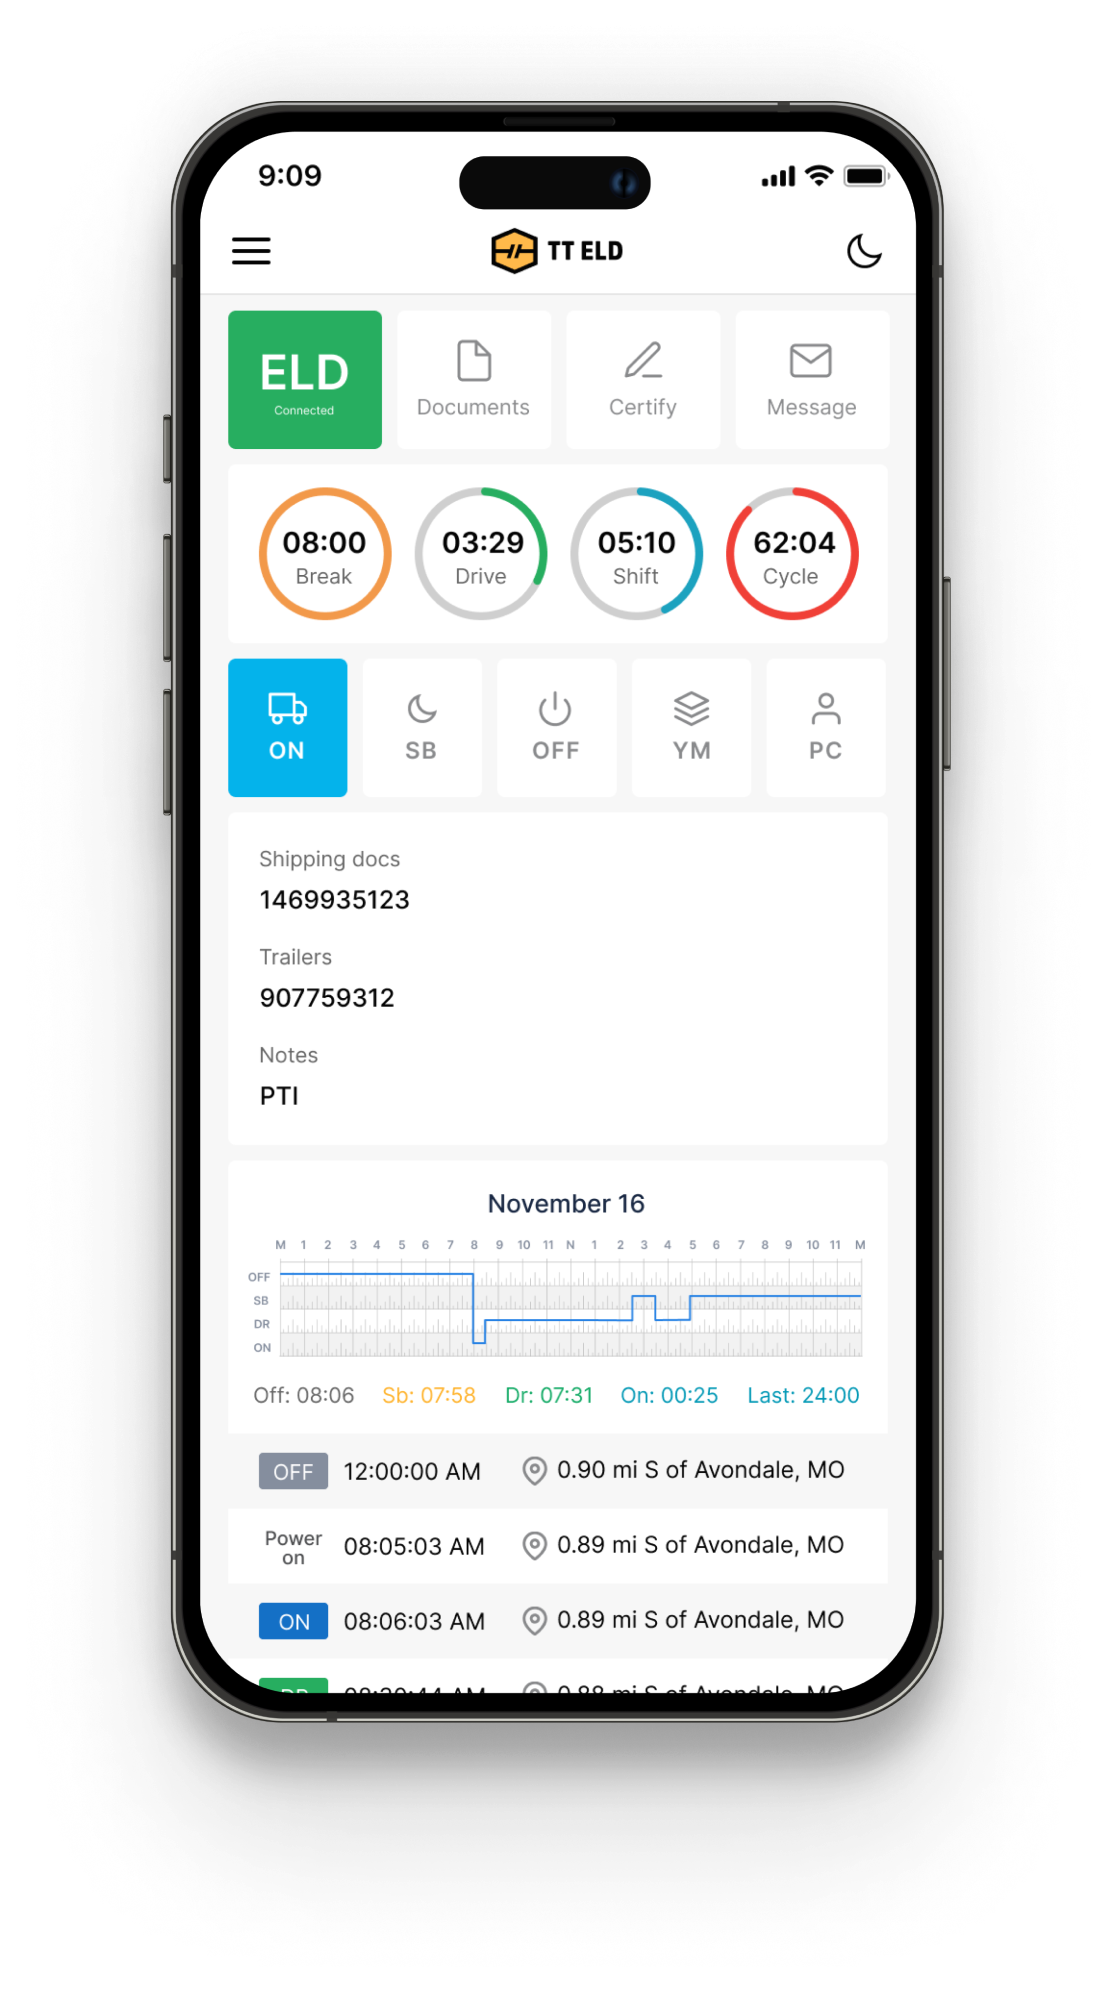 9:09
TT ELD
ELD
Connected
Documents
Certify
Message
08:00
Break
03:29
Drive
05:10
Shift
62:04
Cycle
ON
SB
OFF
YM
PC
Shipping docs
1469935123
Trailers
907759312
Notes
PTI
November 16
M 1 2 3 4 5 6 7 8 9 10 11 N 1 2 3 4 5 6 7 8 9 10 11 M
OFF
SB
DR
ON
Off: 08:06 Sb: 07:58 Dr: 07:31 On: 00:25 Last: 24:00
OFF 12:00:00 AM 0.90 mi S of Avondale, MO
Power
on 08:05:03 AM 0.89 mi S of Avondale, MO
ON 08:06:03 AM 0.89 mi S of Avondale, MO